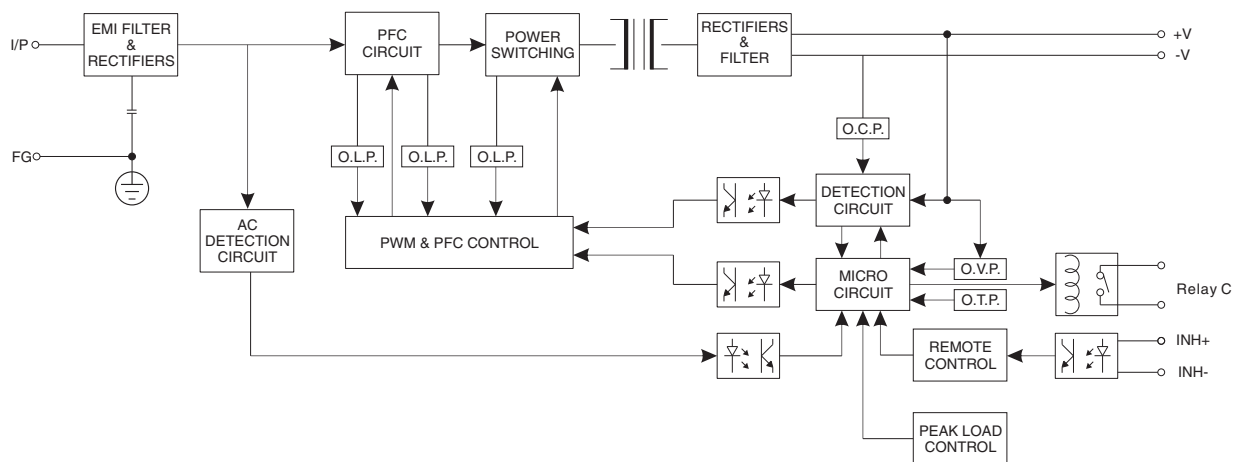 I/P
EMI FILTER
&
RECTIFIERS
PFC
CIRCUIT
POWER
SWITCHING
RECTIFIERS
&
FILTER
+V
-V
O.C.P.
FG
O.L.P.
O.L.P.
O.L.P.
AC
DETECTION
CIRCUIT
PWM & PFC CONTROL
DETECTION
CIRCUIT
MICRO
CIRCUIT
O.V.P.
O.T.P.
Relay C
REMOTE
CONTROL
INH+
INH-
PEAK LOAD
CONTROL